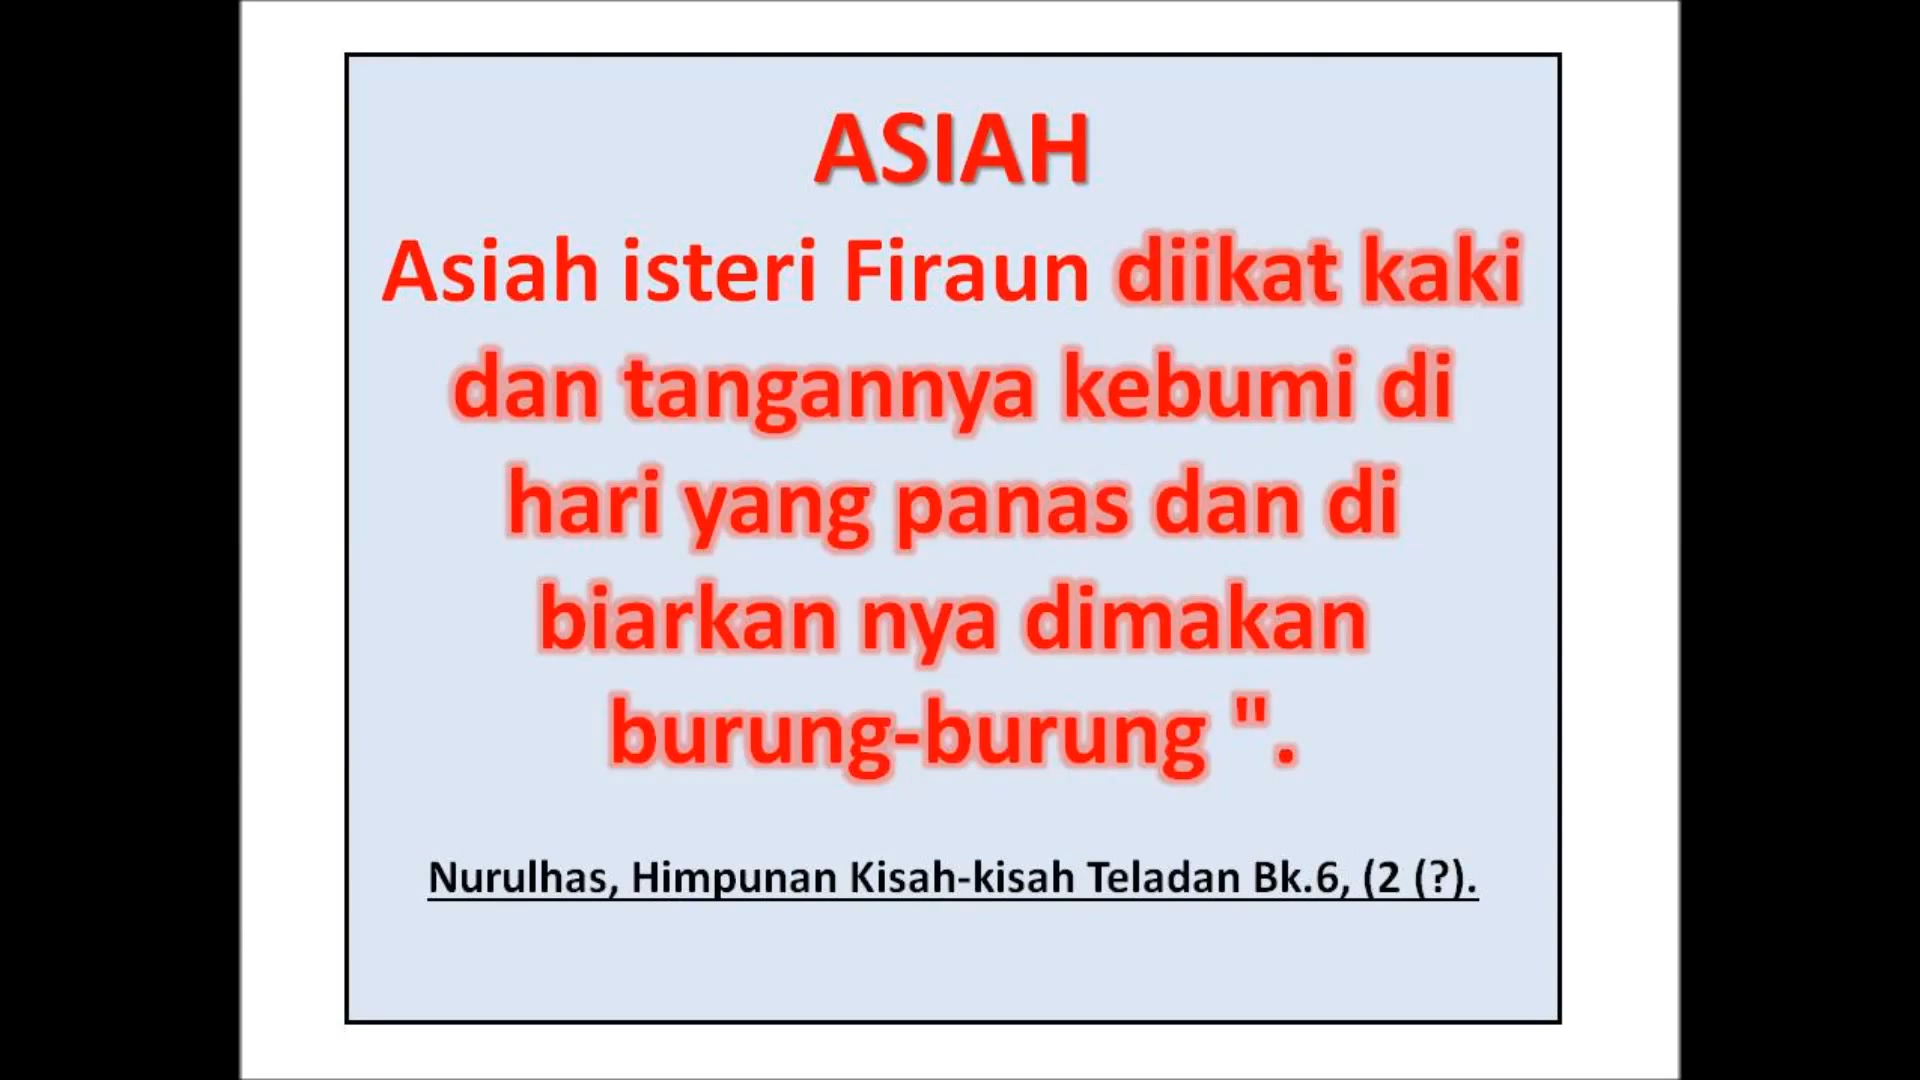 ASIAH
Asiah isteri Firaun diikat kaki
dan tangannya kebumi di
hari yang panas dan di
biarkan nya dimakan
burung-burung ".
Nurulhas, Himpunan Kisah-kisah Teladan Bk.6, (2 (?).